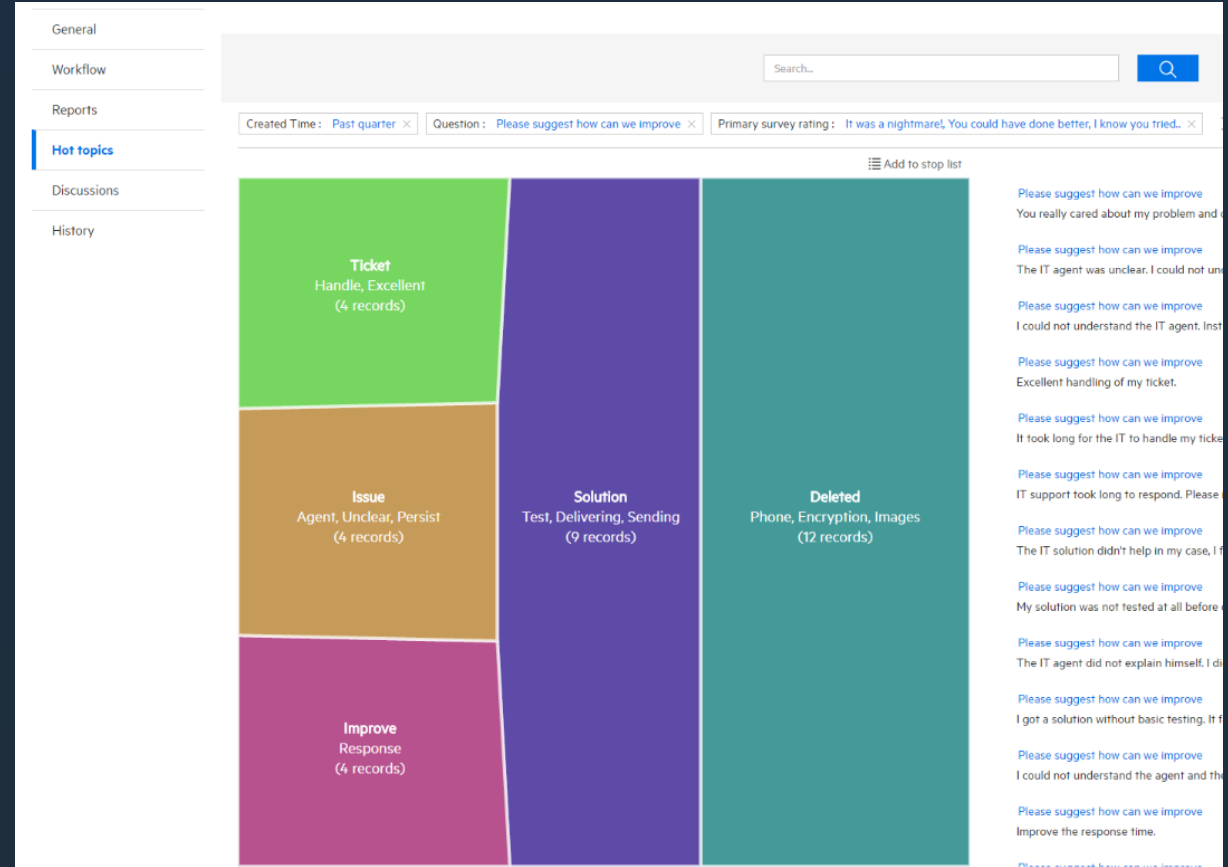 General
Workflow
Reports
Hot topics
Discussions
History
Search...
Created Time : Past quarter ×
Question : Please suggest how can we improve ×
Primary survey rating : It was a nightmare!, You could have done better, I know you tried.. ×
Add to stop list
Ticket
Handle, Excellent
(4 records)
Issue
Agent, Unclear, Persist
(4 records)
Improve
Response
(4 records)
Solution
Test, Delivering, Sending
(9 records)
Deleted
Phone, Encryption, Images
(12 records)
Please suggest how can we improve
You really cared about my problem and
Please suggest how can we improve
The IT agent was unclear. I could not
Please suggest how can we improve
I could not understand the IT agent.
Please suggest how can we improve
Excellent handling of my ticket.
Please suggest how can we improve
It took long for the IT to handle my
Please suggest how can we improve
IT support took long to respond. Please
Please suggest how can we improve
The IT solution didn't help in my case, I
Please suggest how can we improve
My solution was not tested at all before
Please suggest how can we improve
The IT agent did not explain himself. I
Please suggest how can we improve
I got a solution without basic testing. It
Please suggest how can we improve
I could not understand the agent and
Please suggest how can we improve
Improve the response time.